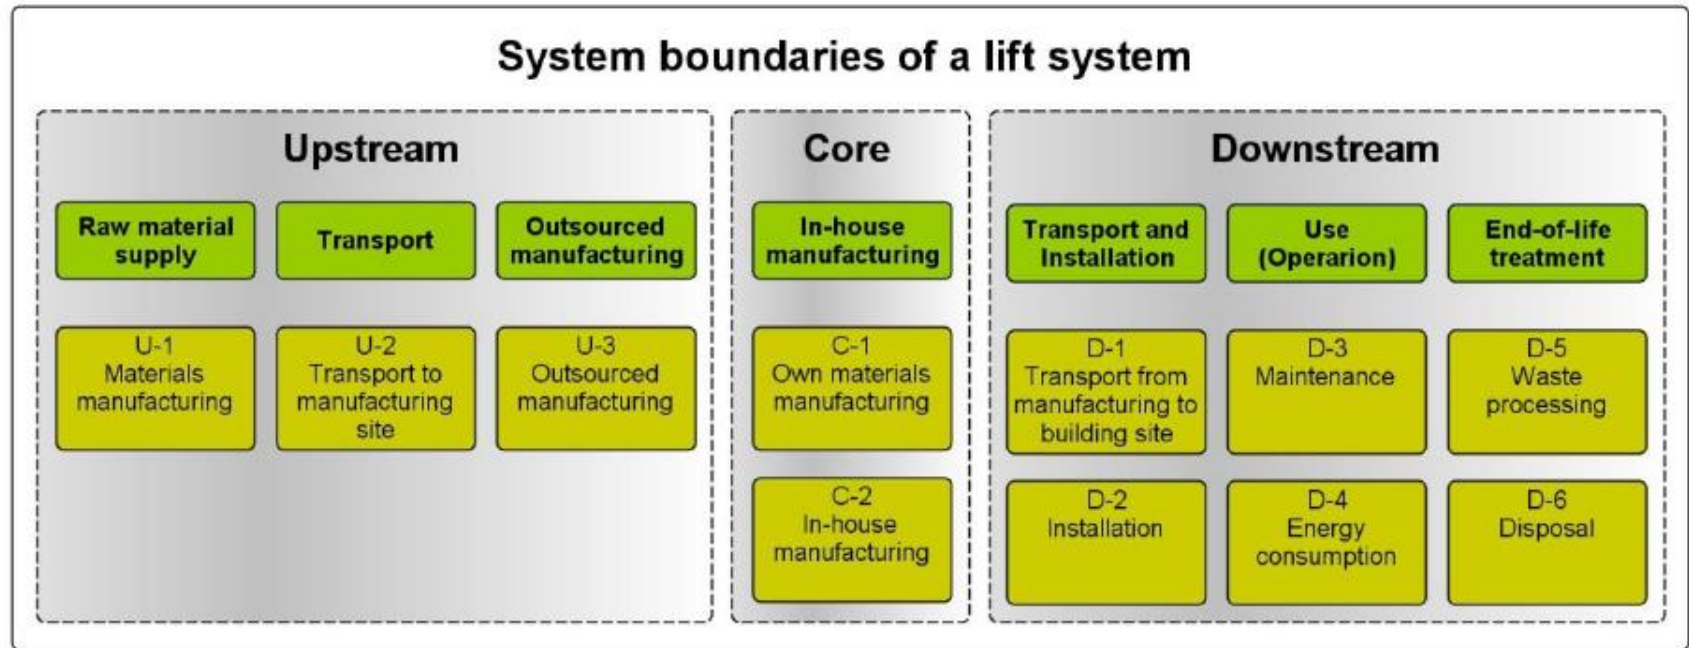 System boundaries of a lift system
Upstream
Raw material
supply
Transport
Outsourced
manufacturing
U-1
Materials
manufacturing
U-2
Transport to
manufacturing
site
U-3
Outsourced
manufacturing
Core
In-house
manufacturing
C-1
Own materials
manufacturing
C-2
In-house
manufacturing
Downstream
Transport and
Installation
Use
(Operarion)
End-of-life
treatment
D-1
Transport from
manufacturing to
building site
D-3
Maintenance
D-5
Waste
processing
D-2
Installation
D-4
Energy
consumption
D-6
Disposal